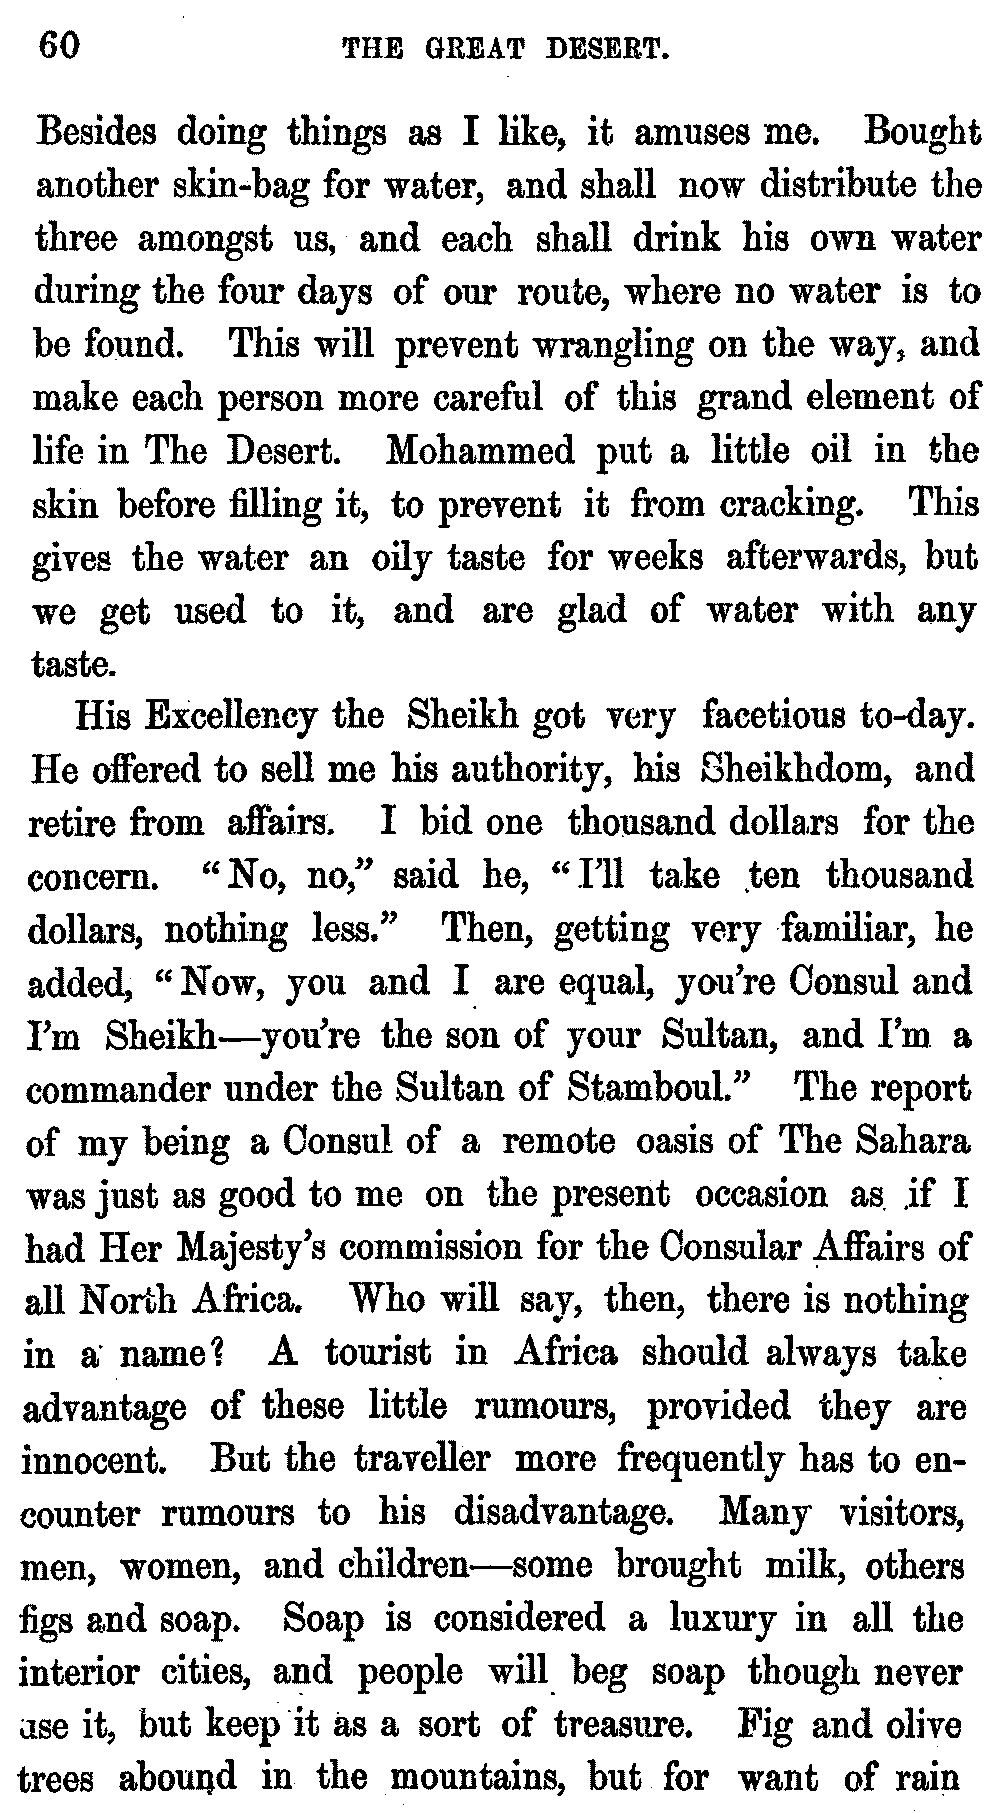 60 THE GREAT DESERT.
Besides doing things as I like, it amuses me. Bought
another skin-bag for water, and shall now distribute the
three amongst us, and each shall drink his own water
during the four days of our route, where no water is to
be found. This will prevent wrangling on the way, and
make each person more careful of this grand element of
life in The Desert. Mohammed put a little oil in the
skin before filling it, to prevent it from cracking. This
gives the water an oily taste for weeks afterwards, but
we get used to it, and are glad of water with any
taste.
His Excellency the Sheikh got very facetious to-day.
He offered to sell me his authority, his Sheikhdom, and
retire from affairs. I bid one thousand dollars for the
concern. “No, no,” said he, “I’ll take ten thousand
dollars, nothing less.” Then, getting very familiar, he
added, “Now, you and I are equal, you’re Consul and
I’m Sheikh—you’re the son of your Sultan, and I’m a
commander under the Sultan of Stamboul.” The report
of my being a Consul of a remote oasis of The Sahara
was just as good to me on the present occasion as if I
had Her Majesty’s commission for the Consular Affairs of
all North Africa. Who will say, then, there is nothing
in a name? A tourist in Africa should always take
advantage of these little rumours, provided they are
innocent. But the traveller more frequently has to en-
counter rumours to his disadvantage. Many visitors,
men, women, and children—some brought milk, others
figs and soap. Soap is considered a luxury in all the
interior cities, and people will beg soap though never
use it, but keep it as a sort of treasure. Fig and olive
trees abound in the mountains, but for want of rain